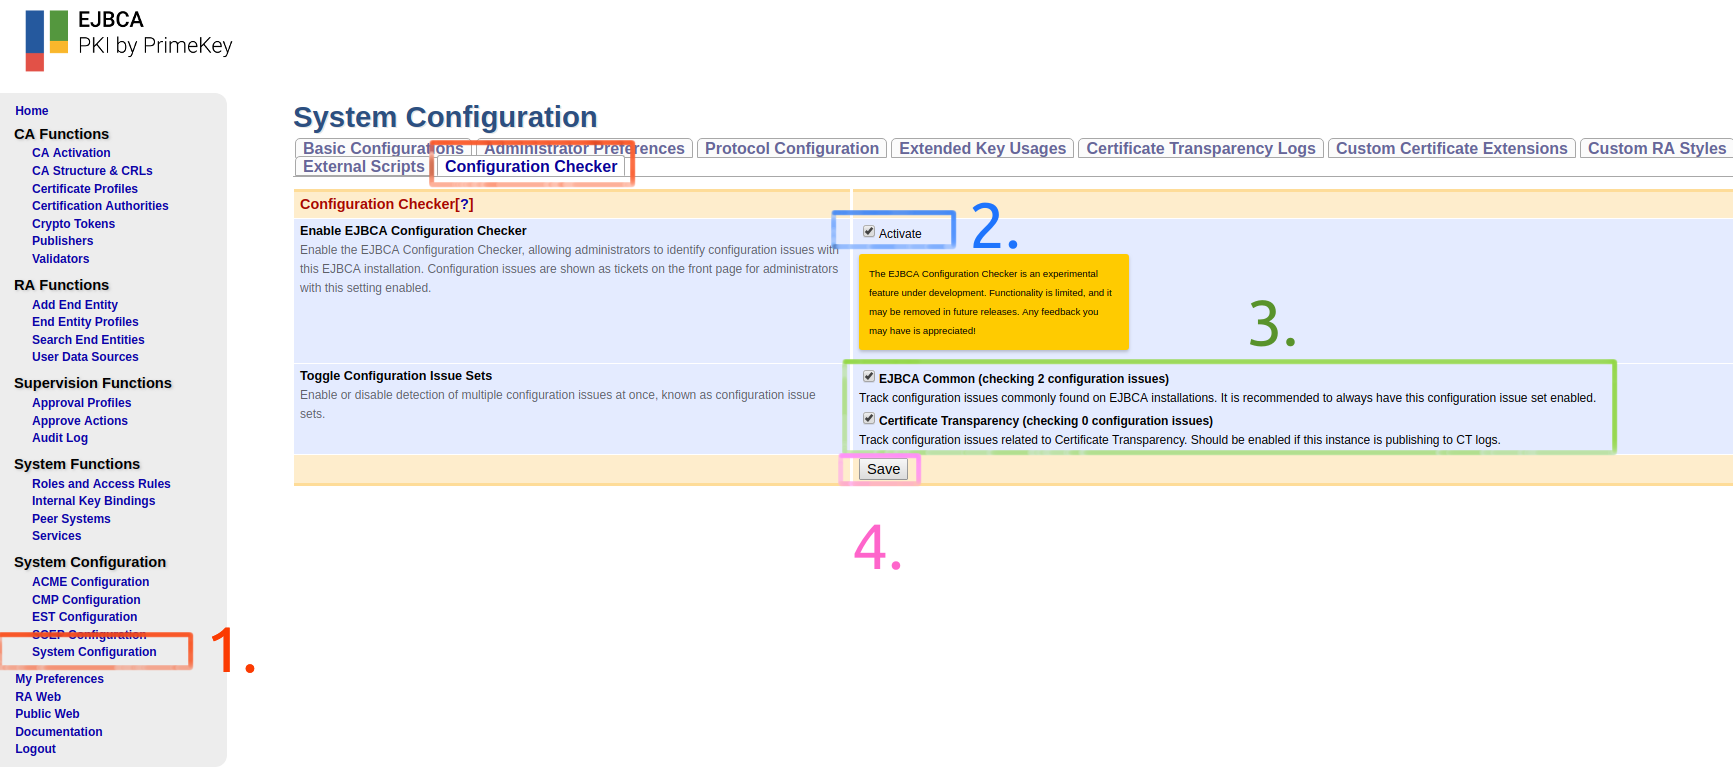 EJBCA
PKI by PrimeKey
Home
CA Functions
CA Activation
CA Structure & CRLs
Certificate Profiles
Certification Authorities
Crypto Tokens
Publishers
Validators
RA Functions
Add End Entity
End Entity Profiles
Search End Entities
User Data Sources
Supervision Functions
Approval Profiles
Approve Actions
Audit Log
System Functions
Roles and Access Rules
Internal Key Bindings
Peer Systems
Services
System Configuration
ACME Configuration
CMP Configuration
EST Configuration
SCEP Configuration
System Configuration
1.
My Preferences
RA Web
Public Web
Documentation
Logout
System Configuration
Basic Configurations Administrator Preferences Protocol Configuration Extended Key Usages Certificate Transparency Logs Custom Certificate Extensions Custom RA Styles
External Scripts Configuration Checker
Configuration Checker[?]
Enable EJBCA Configuration Checker
Enable the EJBCA Configuration Checker, allowing administrators to identify configuration issues with
this EJBCA installation. Configuration issues are shown as tickets on the front page for administrators
with this setting enabled.
Activate
2.
The EJBCA Configuration Checker is an experimental
feature under development. Functionality is limited, and it
may be removed in future releases. Any feedback you
may have is appreciated!
3.
Toggle Configuration Issue Sets
Enable or disable detection of multiple configuration issues at once, known as configuration issue
sets.
EJBCA Common (checking 2 configuration issues)
Track configuration issues commonly found on EJBCA installations. It is recommended to always have this configuration issue set enabled.
Certificate Transparency (checking 0 configuration issues)
Track configuration issues related to Certificate Transparency. Should be enabled if this instance is publishing to CT logs.
Save
4.